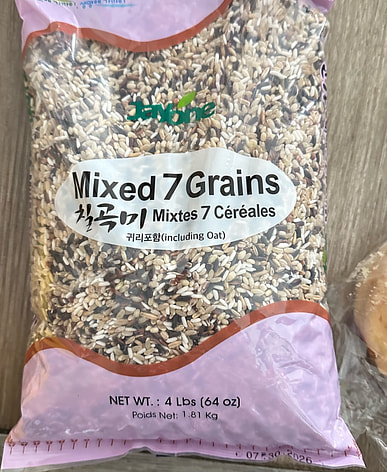 Jayone
Mixed 7 Grains
칠곡미 Mixtes 7 Céréales
귀리포함(including Oat)
NET WT. : 4 Lbs (64 oz)
Poids Net: 1.81 Kg